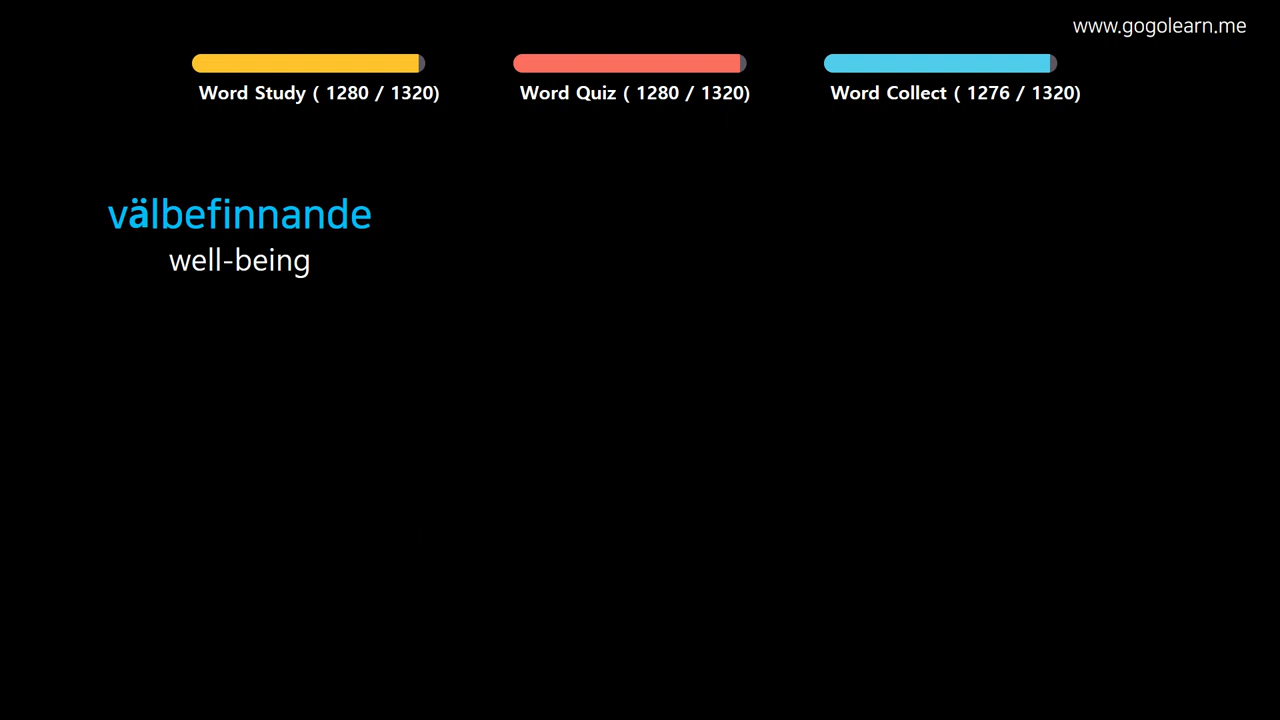 www.gogolearn.me
Word Study ( 1280 / 1320)
Word Quiz ( 1280 / 1320)
Word Collect ( 1276 / 1320)
välbefinnande
well-being